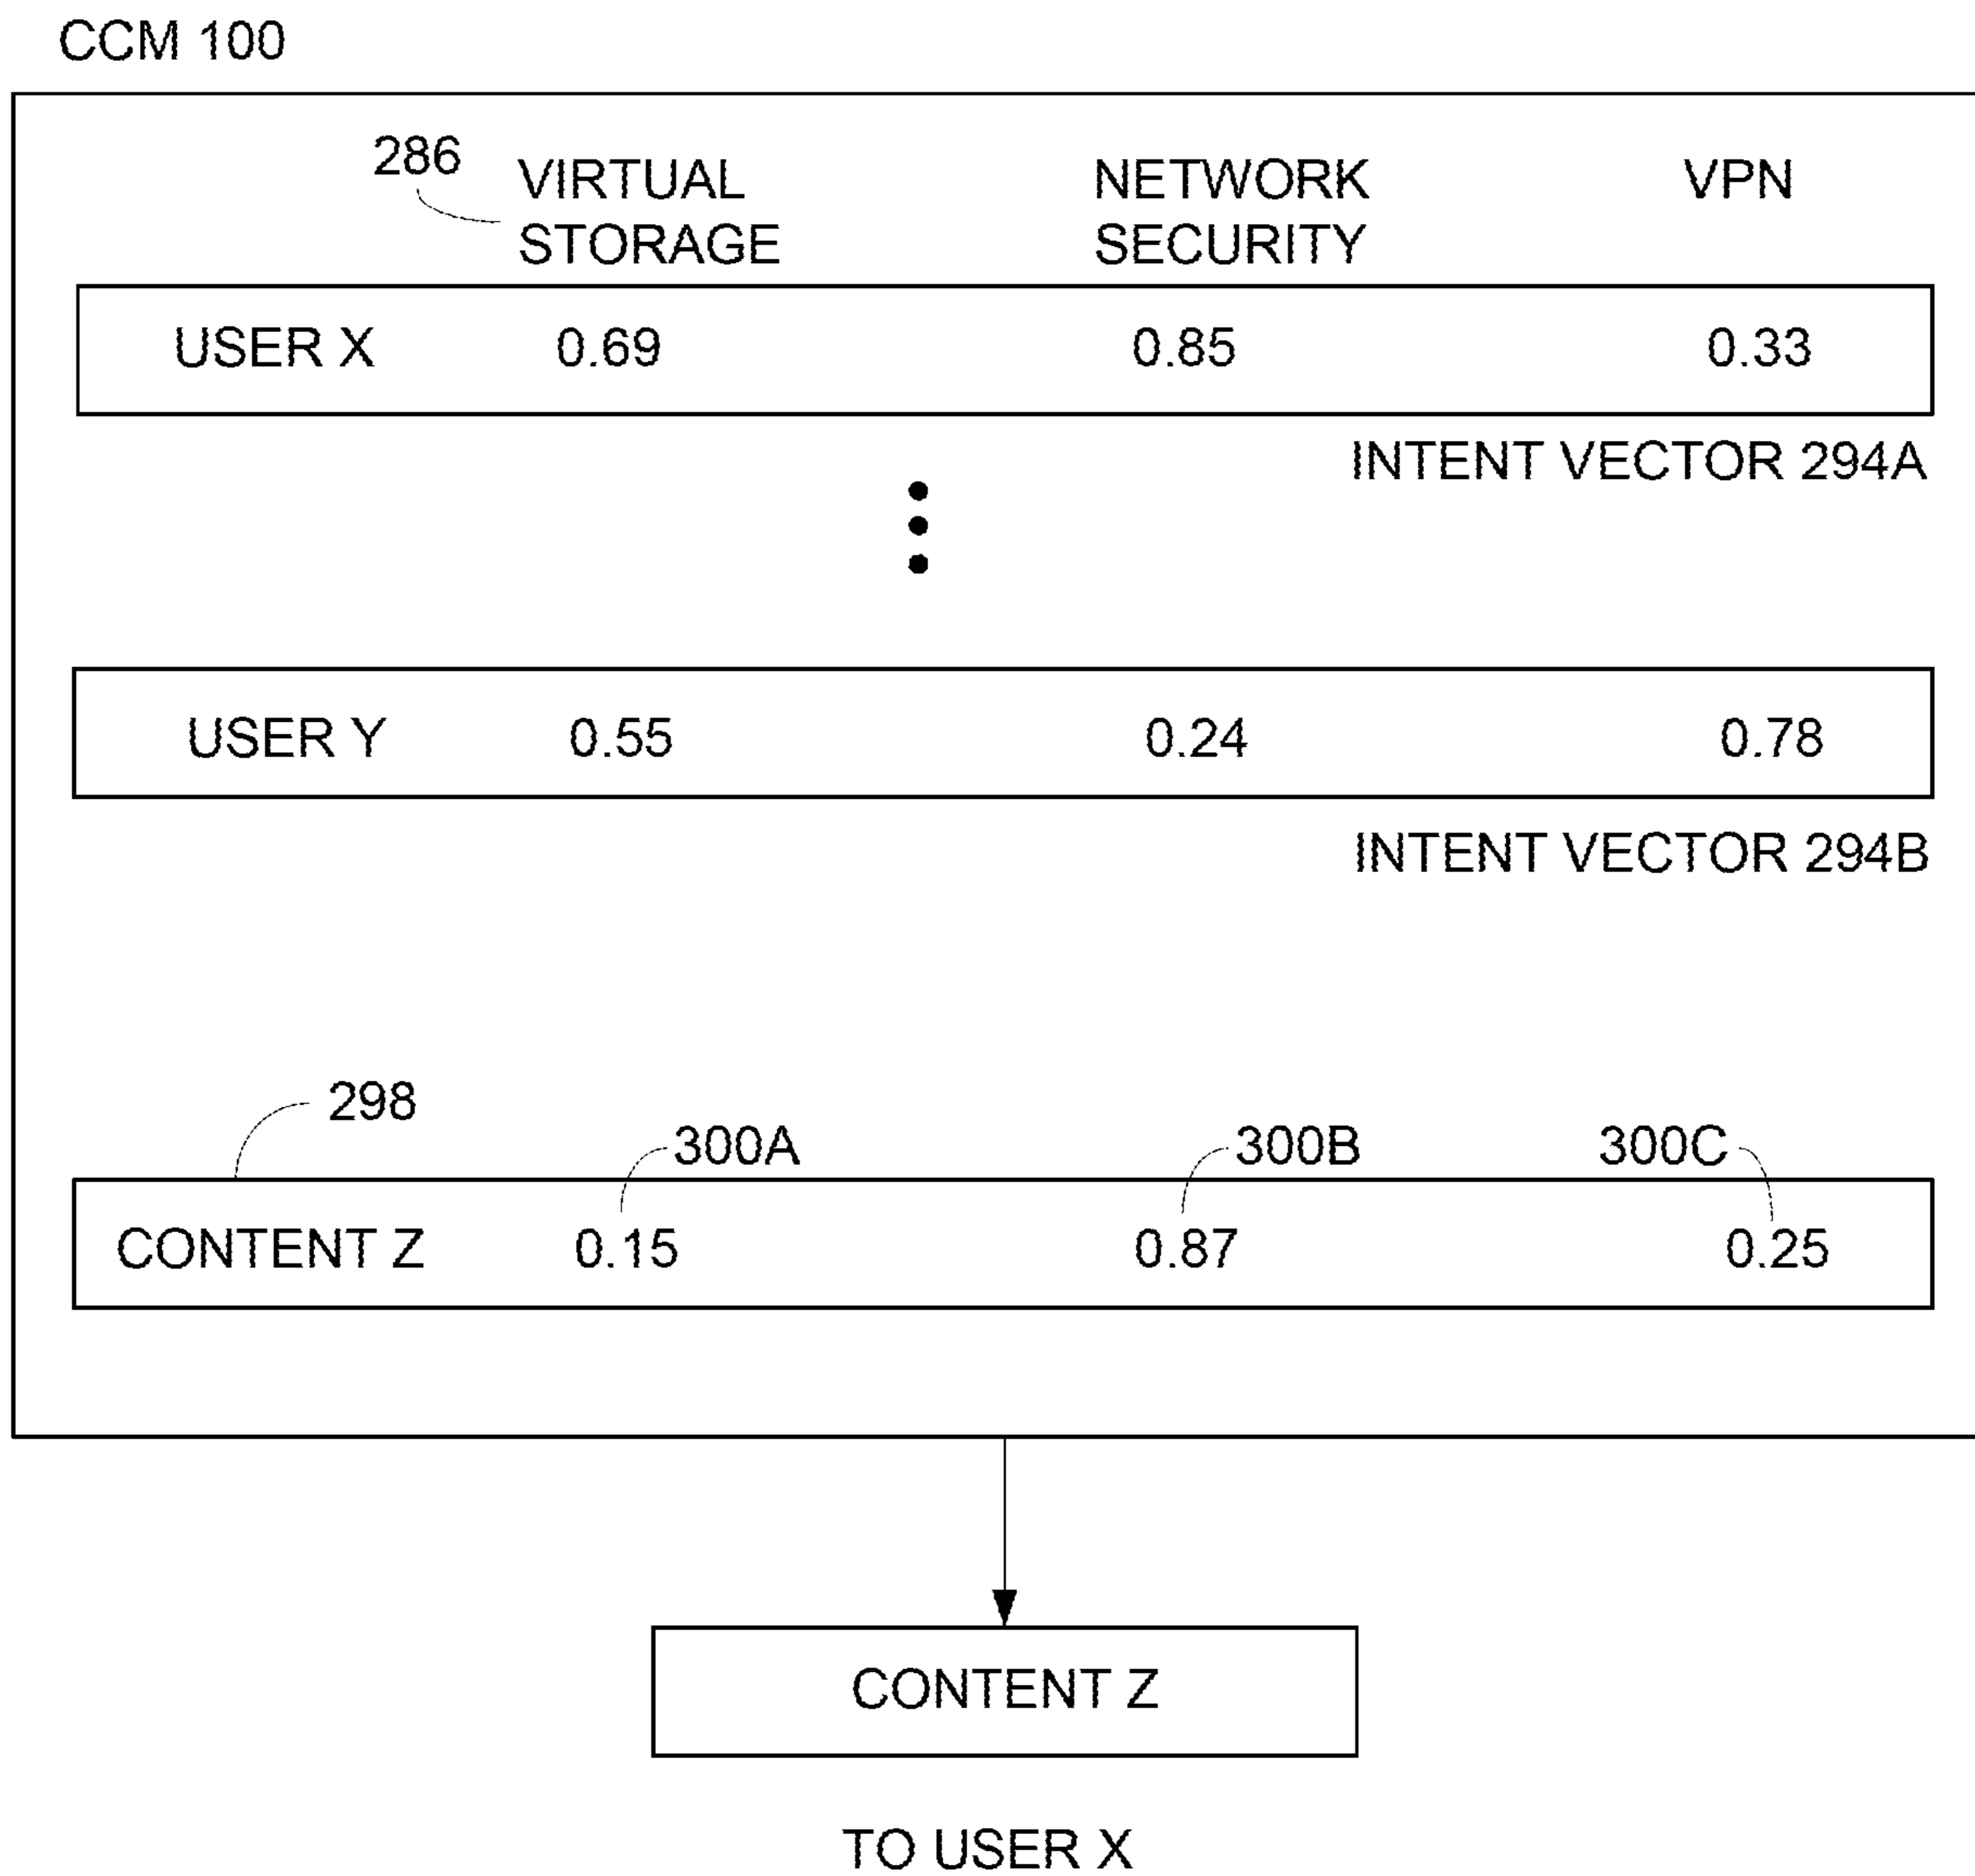 CCM 100
286
VIRTUAL STORAGE
NETWORK SECURITY
VPN
USER X 0.69 0.85 0.33
INTENT VECTOR 294A
USER Y 0.55 0.24 0.78
INTENT VECTOR 294B
298
300A 300B 300C
CONTENT Z 0.15 0.87 0.25
CONTENT Z
TO USER X